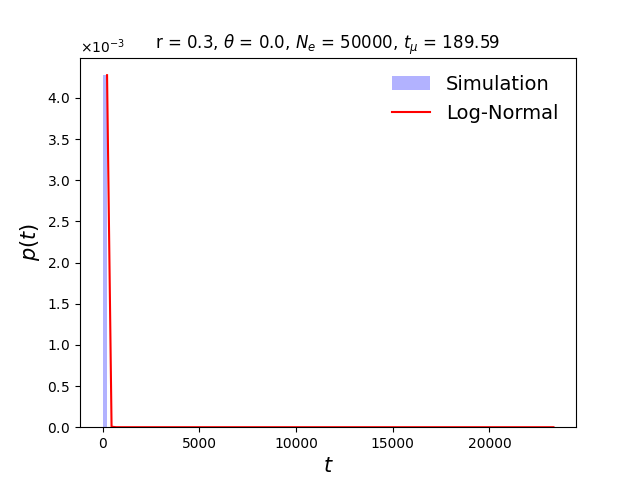 ×10⁻³ r = 0.3, θ = 0.0, Nₑ = 50000, t_μ = 189.59
Simulation
Log-Normal
4.0
3.5
3.0
2.5
2.0
1.5
1.0
0.5
0.0
p(t)
0 5000 10000 15000 20000
t